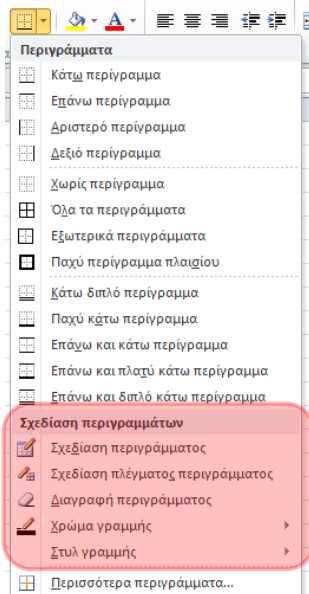 Περιγράμματα
Κάτω περίγραμμα
Επάνω περίγραμμα
Αριστερό περίγραμμα
Δεξιό περίγραμμα
Χωρίς περίγραμμα
Όλα τα περιγράμματα
Εξωτερικά περιγράμματα
Παχύ περίγραμμα πλαισίου
Κάτω διπλό περίγραμμα
Παχύ κάτω περίγραμμα
Επάνω και κάτω περίγραμμα
Επάνω και πλατύ κάτω περίγραμμα
Επάνω και διπλό κάτω περίγραμμα
Σχεδίαση περιγραμμάτων
Σχεδίαση περιγράμματος
Σχεδίαση πλέγματος περιγράμματος
Διαγραφή περιγράμματος
Χρώμα γραμμής
Στυλ γραμμής
Περισσότερα περιγράμματα...